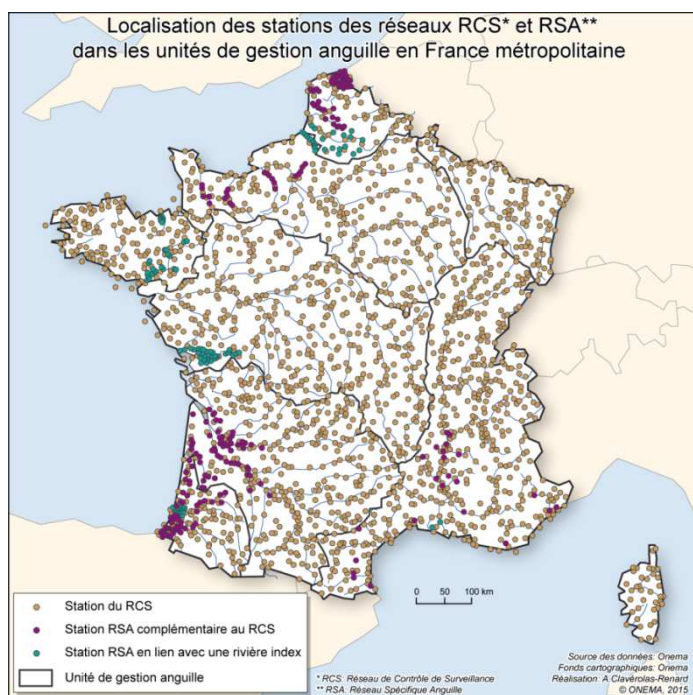 Localisation des stations des réseaux RCS* et RSA**
dans les unités de gestion anguille en France métropolitaine
0 50 100 km
Station du RCS
Station RSA complémentaire au RCS
Station RSA en lien avec une rivière index
Unité de gestion anguille
* RCS: Réseau de Contrôle de Surveillance
** RSA: Réseau Spécifique Anguille
Source des données: Onema
Fonds cartographiques: Onema
Réalisation: A Clavérolas-Renard
© ONEMA, 2015